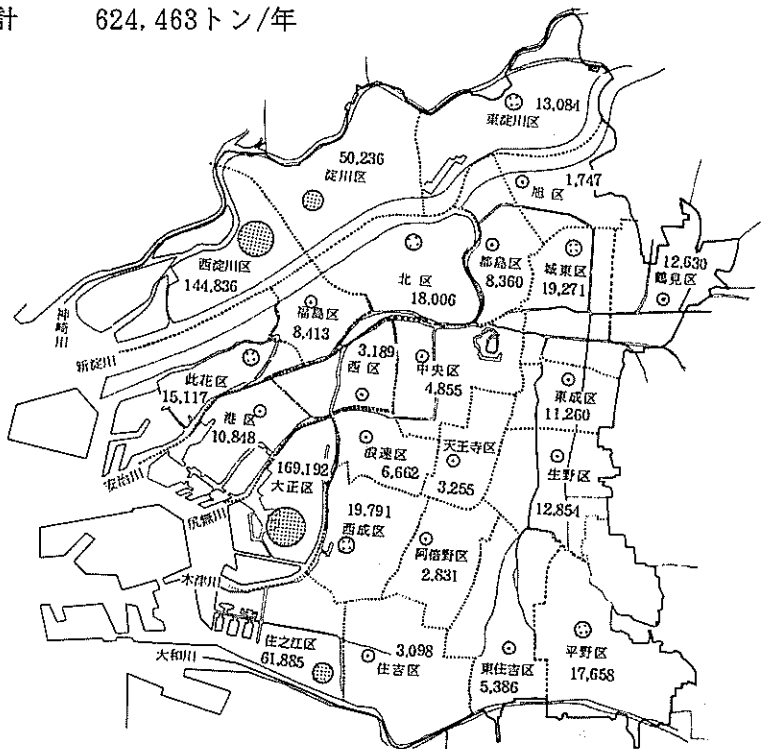 計 624,463トン/年
13,084
東淀川区
50,236
淀川区
1,747
旭区
西淀川区
144,836
北区
18,006
都島区
8,360
城東区
19,271
12,630
鶴見区
神崎川
福島区
8,413
新淀川
3,189
西区
中央区
4,855
此花区
15,117
東成区
11,260
港区
10,848
浪速区
6,662
天王寺区
3,255
生野区
12,854
安治川
169,192
大正区
尻無川
19,791
西成区
阿倍野区
2,831
木津川
住之江区
61,885
大和川
3,098
住吉区
東住吉区
5,386
平野区
17,658